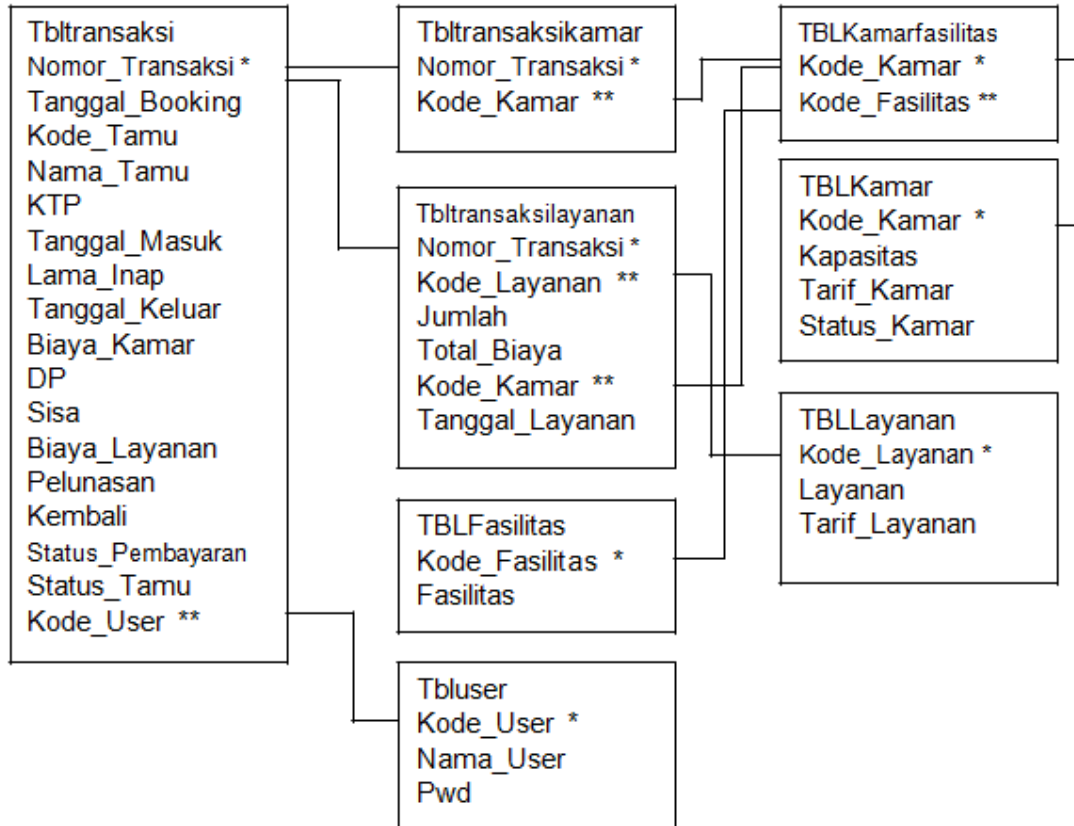 Tbltransaksi
Nomor_Transaksi *
Tanggal_Booking
Kode_Tamu
Nama_Tamu
KTP
Tanggal_Masuk
Lama_Inap
Tanggal_Keluar
Biaya_Kamar
DP
Sisa
Biaya_Layanan
Pelunasan
Kembali
Status_Pembayaran
Status_Tamu
Kode_User **
Tbltransaksikamar
Nomor_Transaksi *
Kode_Kamar **
Tbltransaksilayanan
Nomor_Transaksi *
Kode_Layanan **
Jumlah
Total_Biaya
Kode_Kamar **
Tanggal_Layanan
TBLFasilitas
Kode_Fasilitas *
Fasilitas
Tbluser
Kode_User *
Nama_User
Pwd
TBLKamarfasilitas
Kode_Kamar *
Kode_Fasilitas **
TBLKamar
Kode_Kamar *
Kapasitas
Tarif_Kamar
Status_Kamar
TBLLayanan
Kode_Layanan *
Layanan
Tarif_Layanan